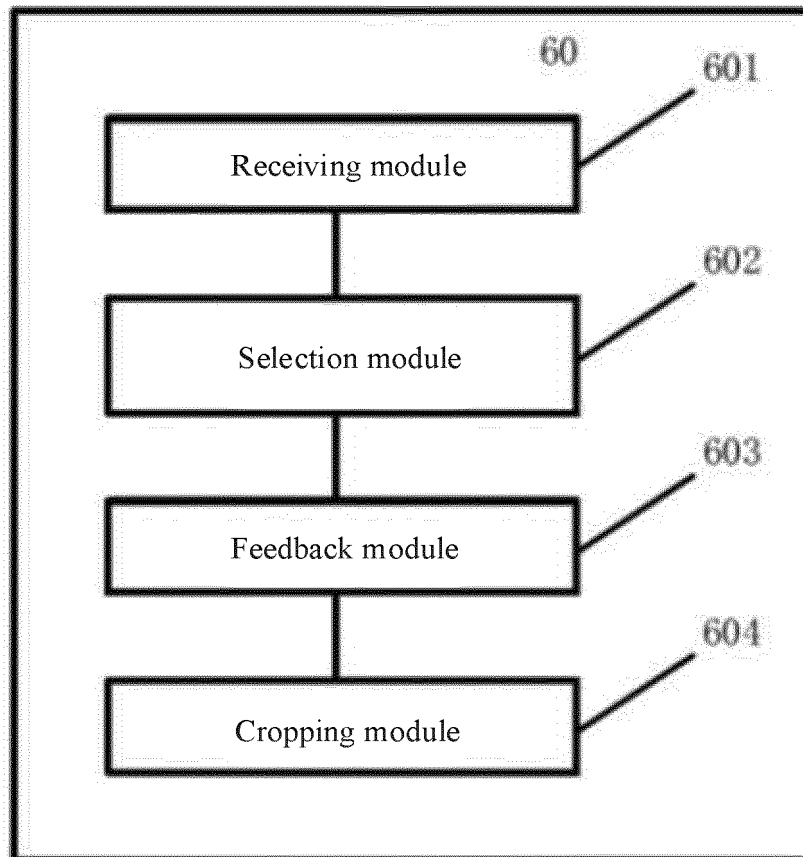 60
601
Receiving module
602
Selection module
603
Feedback module
604
Cropping module